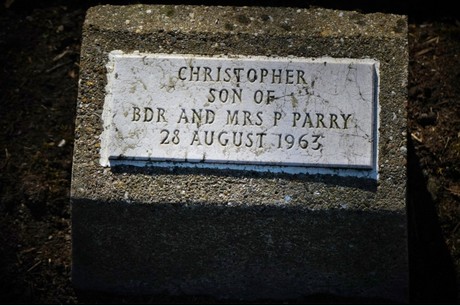 CHRISTOPHER
SON OF
BDR AND MRS P PARRY
28 AUGUST 1963